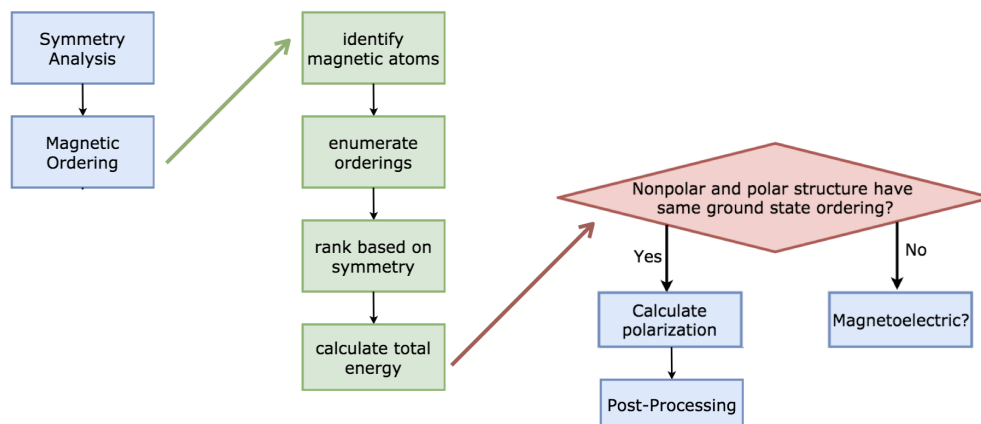 Symmetry
Analysis
Magnetic
Ordering
identify
magnetic atoms
enumerate
orderings
rank based on
symmetry
calculate total
energy
Nonpolar and polar structure have
same ground state ordering?
Yes
No
Calculate
polarization
Magnetoelectric?
Post-Processing